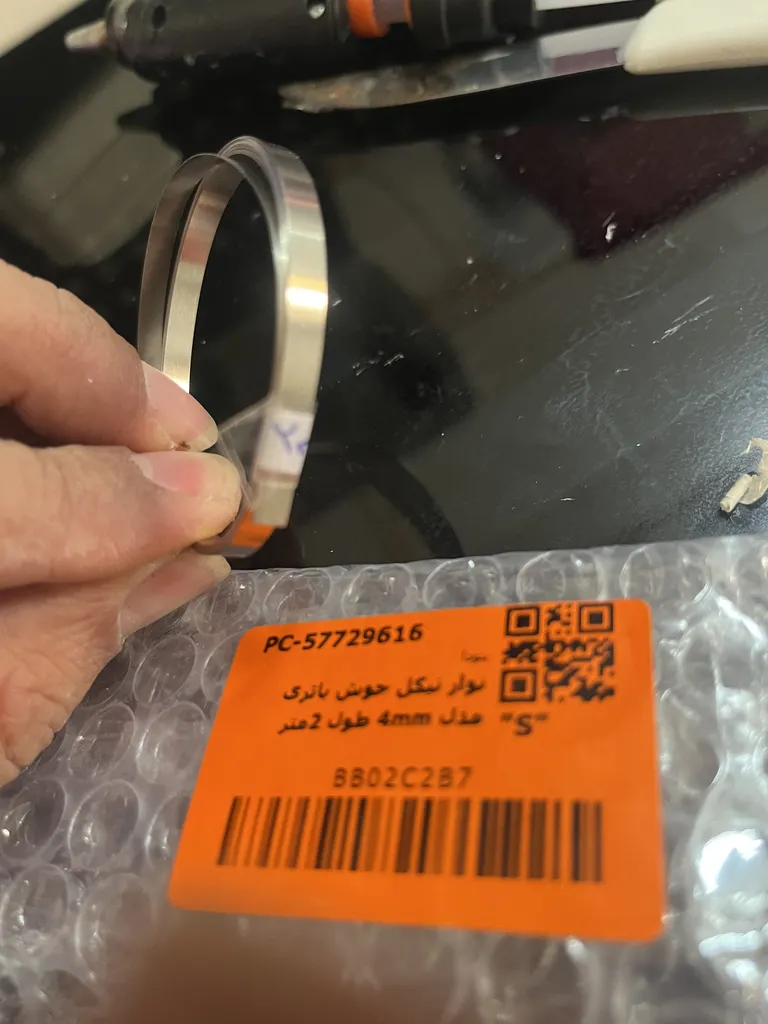 PC-57729616
نوار نیکل جوش باتری
مدل 4mm طول 2متر
"S"
BB02C2B7